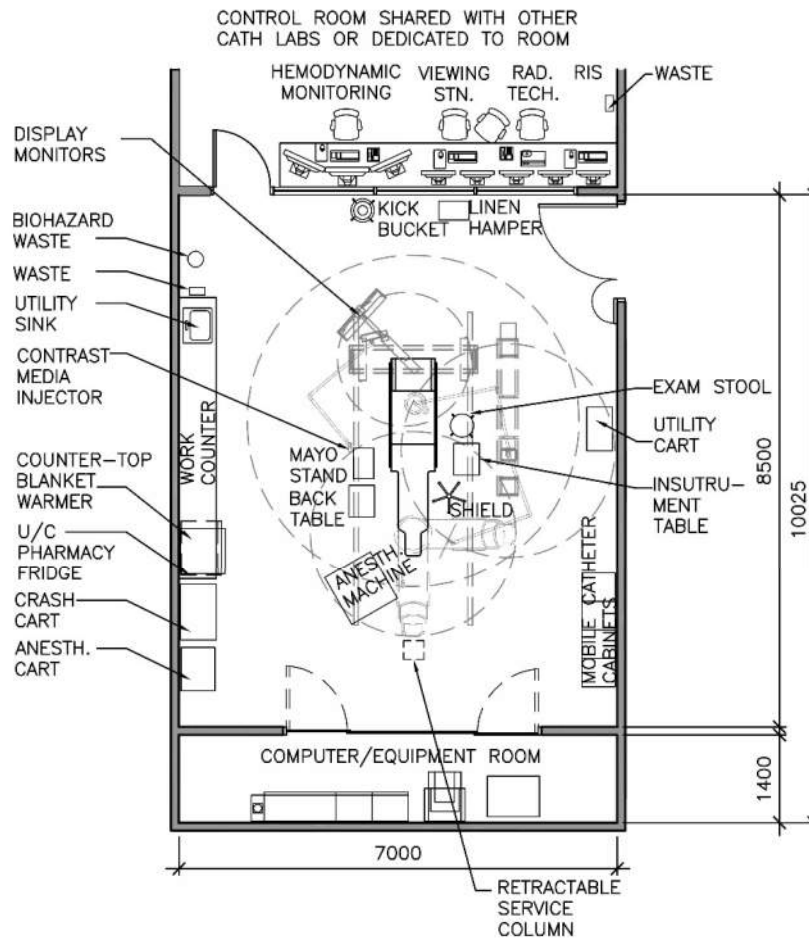 CONTROL ROOM SHARED WITH OTHER
CATH LABS OR DEDICATED TO ROOM
HEMODYNAMIC
MONITORING
VIEWING
STN.
RAD.
TECH.
RIS
WASTE
DISPLAY
MONITORS
KICK
BUCKET
LINEN
HAMPER
BIOHAZARD
WASTE
WASTE
UTILITY
SINK
CONTRAST
MEDIA
INJECTOR
EXAM STOOL
UTILITY
CART
WORK
COUNTER
MAYO
STAND
BACK
TABLE
COUNTER-TOP
BLANKET
WARMER
SHIELD
INSUTRU-
MENT
TABLE
8500
10025
U/C
PHARMACY
FRIDGE
ANESTH.
MACHINE
CRASH
CART
ANESTH.
CART
MOBILE CATHETER
CABINETS
COMPUTER/EQUIPMENT ROOM
1400
7000
RETRACTABLE
SERVICE
COLUMN